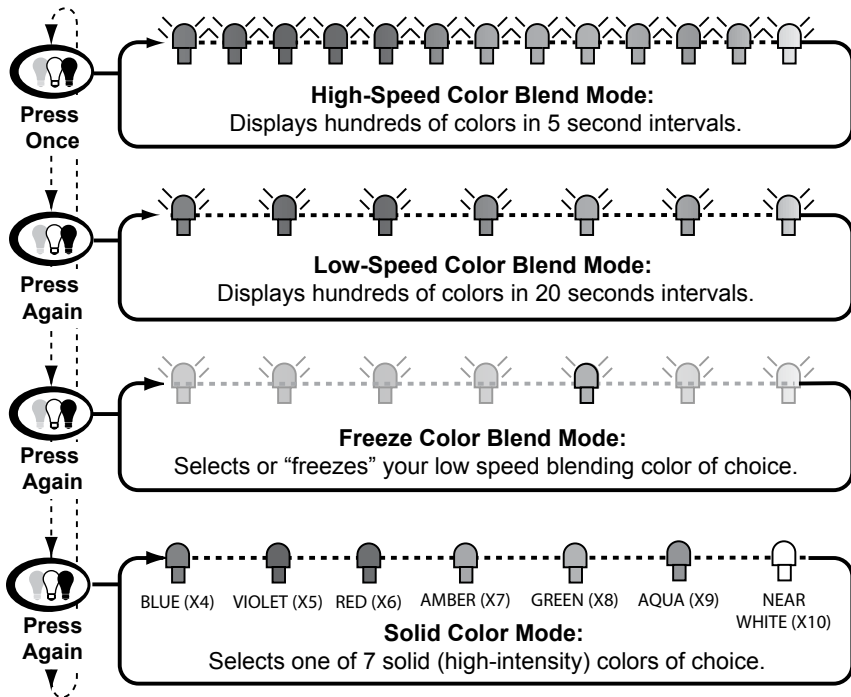 Press
Once
High-Speed Color Blend Mode:
Displays hundreds of colors in 5 second intervals.
Press
Again
Low-Speed Color Blend Mode:
Displays hundreds of colors in 20 seconds intervals.
Press
Again
Freeze Color Blend Mode:
Selects or “freezes” your low speed blending color of choice.
Press
Again
BLUE (X4) VIOLET (X5) RED (X6) AMBER (X7) GREEN (X8) AQUA (X9) NEAR
WHITE (X10)
Solid Color Mode:
Selects one of 7 solid (high-intensity) colors of choice.